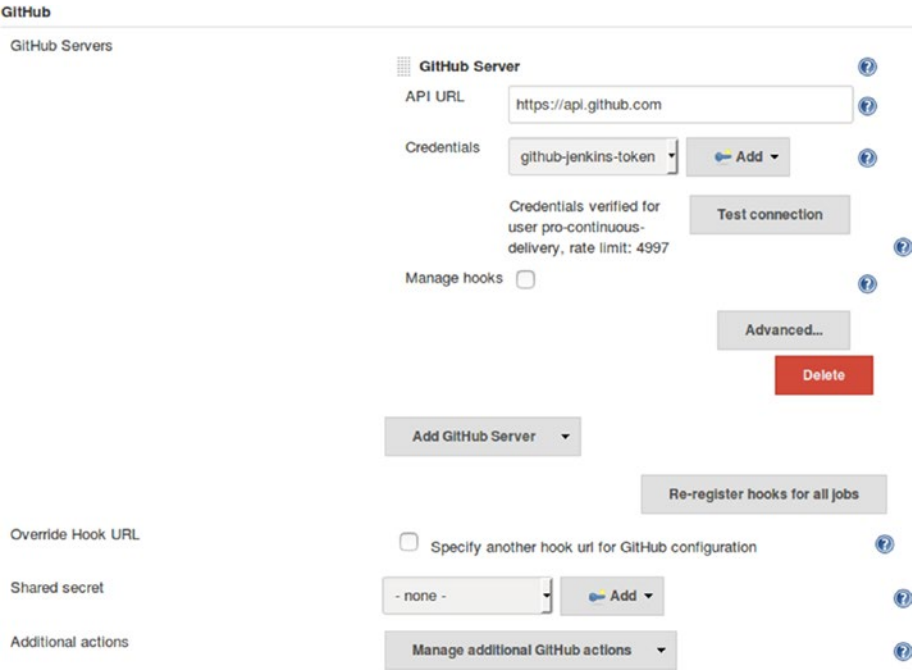 GitHub
GitHub Servers
GitHub Server
API URL
https://api.github.com
Credentials
github-jenkins-token
Add
Credentials verified for
user pro-continuous-
delivery, rate limit: 4997
Test connection
Manage hooks
Advanced...
Delete
Add GitHub Server
Re-register hooks for all jobs
Override Hook URL
Specify another hook url for GitHub configuration
Shared secret
- none -
Add
Additional actions
Manage additional GitHub actions